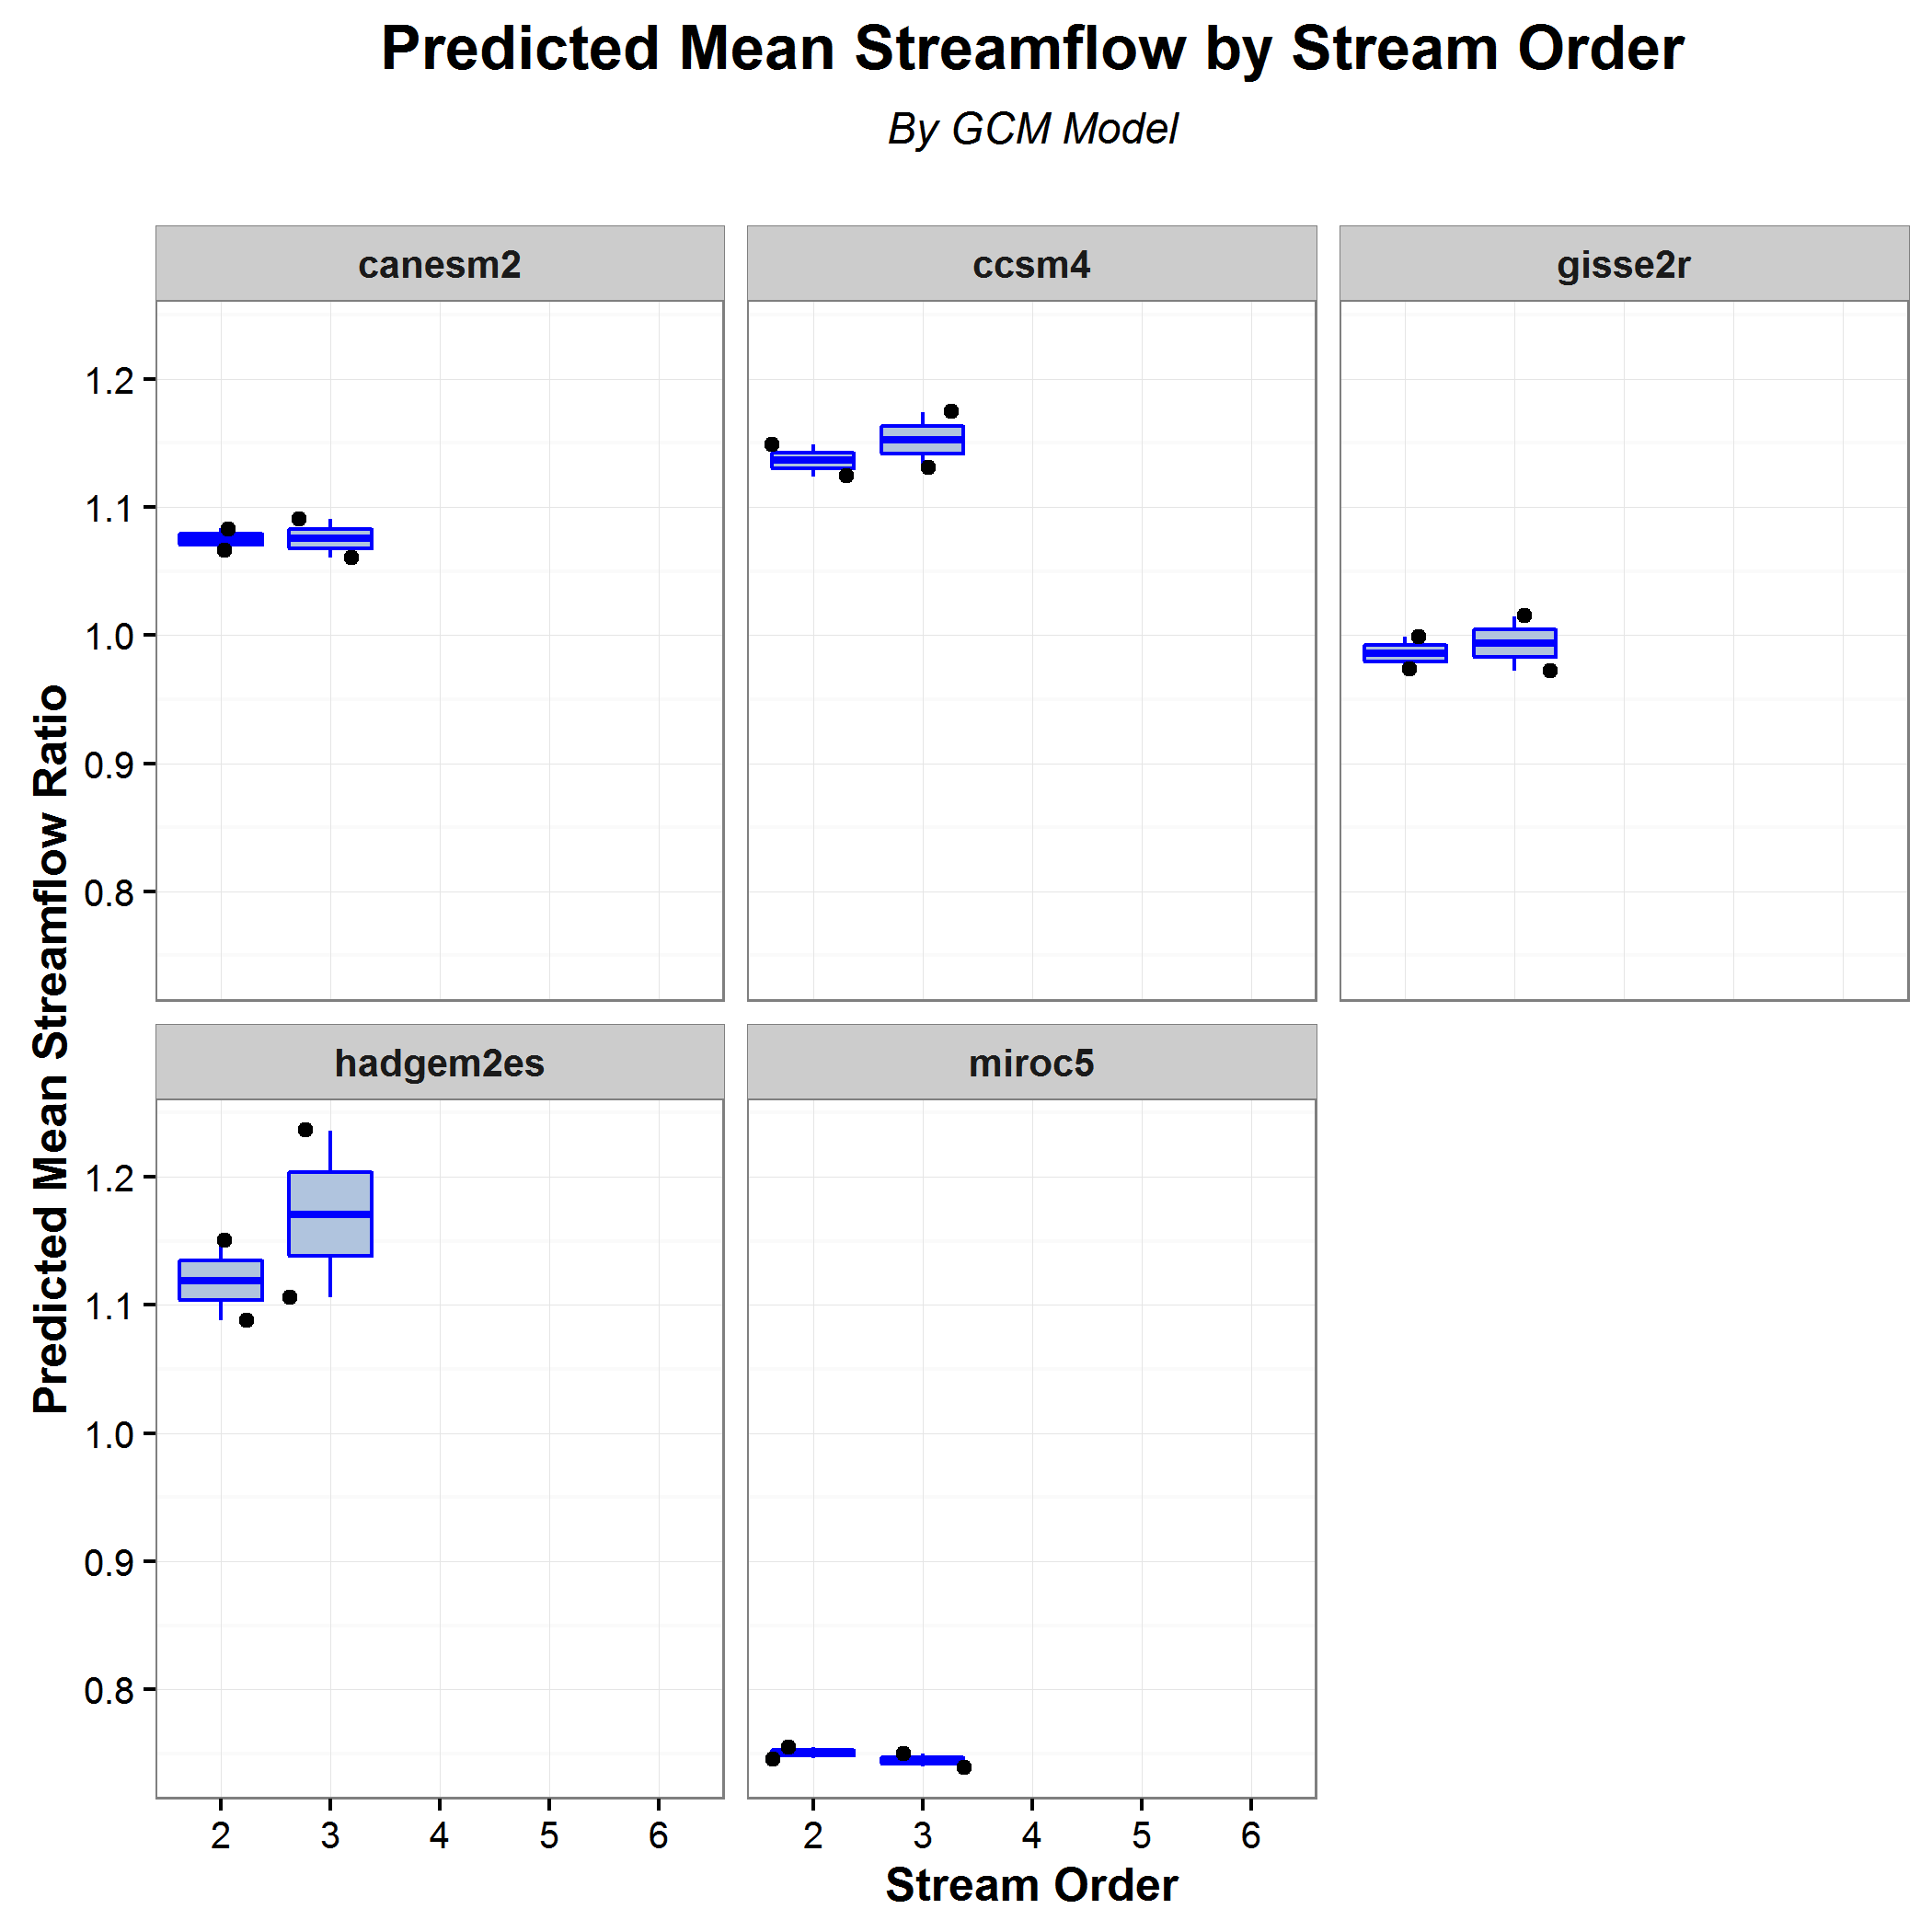 Predicted Mean Streamflow by Stream Order
By GCM Model
canesm2
ccsm4
gisse2r
1.2
1.1
1.0
0.9
0.8
Predicted Mean Streamflow Ratio
hadgem2es
miroc5
1.2
1.1
1.0
0.9
0.8
2 3 4 5 6
2 3 4 5 6
Stream Order